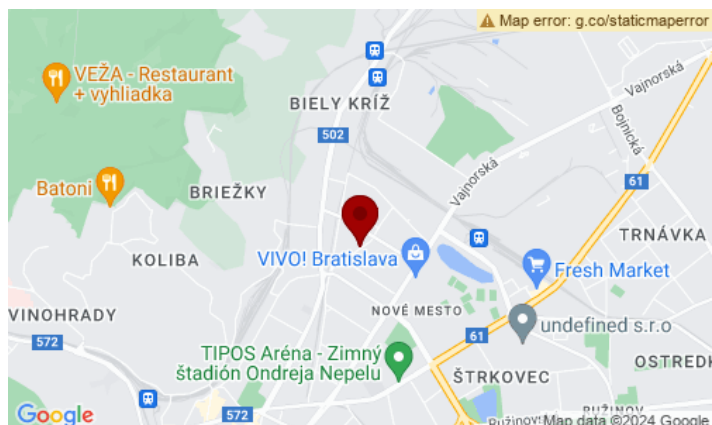 Map error: g.co/staticmaperror
VEŽA - Restaurant
+ vyhliadka
BIELY KRÍŽ
Vajnorská
Bojnická
502
61
Batoni
BRIEŽKY
Vajnorská
TRNÁVKA
KOLIBA
VIVO! Bratislava
Fresh Market
VINOHRADY
NOVÉ MESTO
572
61
undefined s.r.o
TIPOS Aréna - Zimný
štadión Ondreja Nepelu
OSTREDK
ŠTRKOVEC
572
RUŽINOV
Google
Map data ©2024 Google